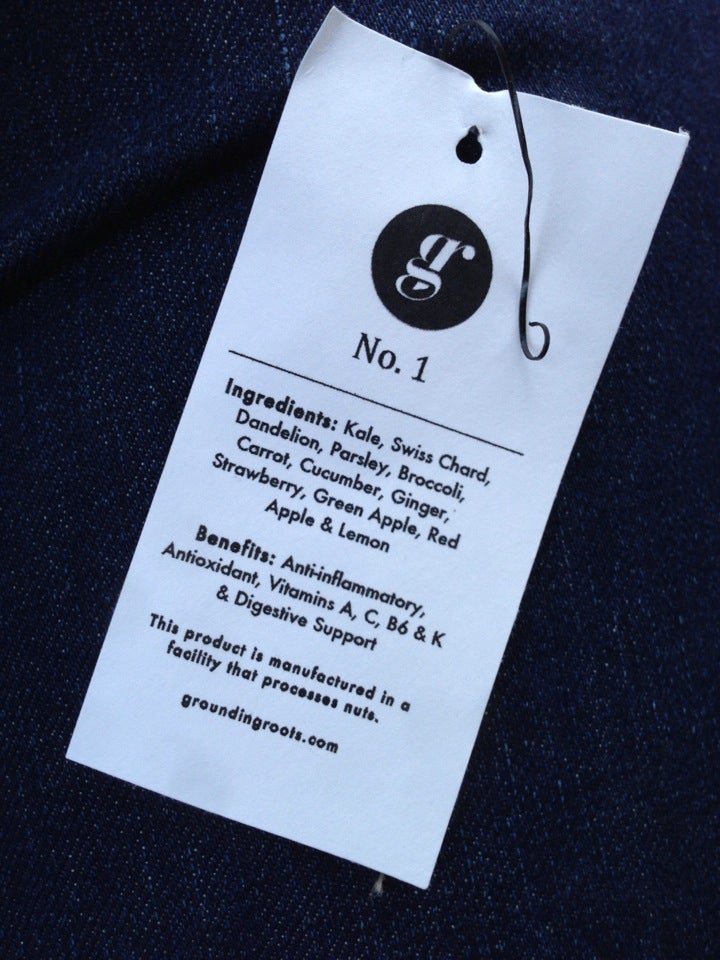 g
No. 1
Ingredients: Kale, Swiss Chard,
Dandelion, Parsley, Broccoli,
Carrot, Cucumber, Ginger,
Strawberry, Green Apple, Red
Apple & Lemon
Benefits: Anti-inflammatory,
Antioxidant, Vitamins A, C, B6 & K
& Digestive Support
This product is manufactured in a
facility that processes nuts.
groundingroots.com